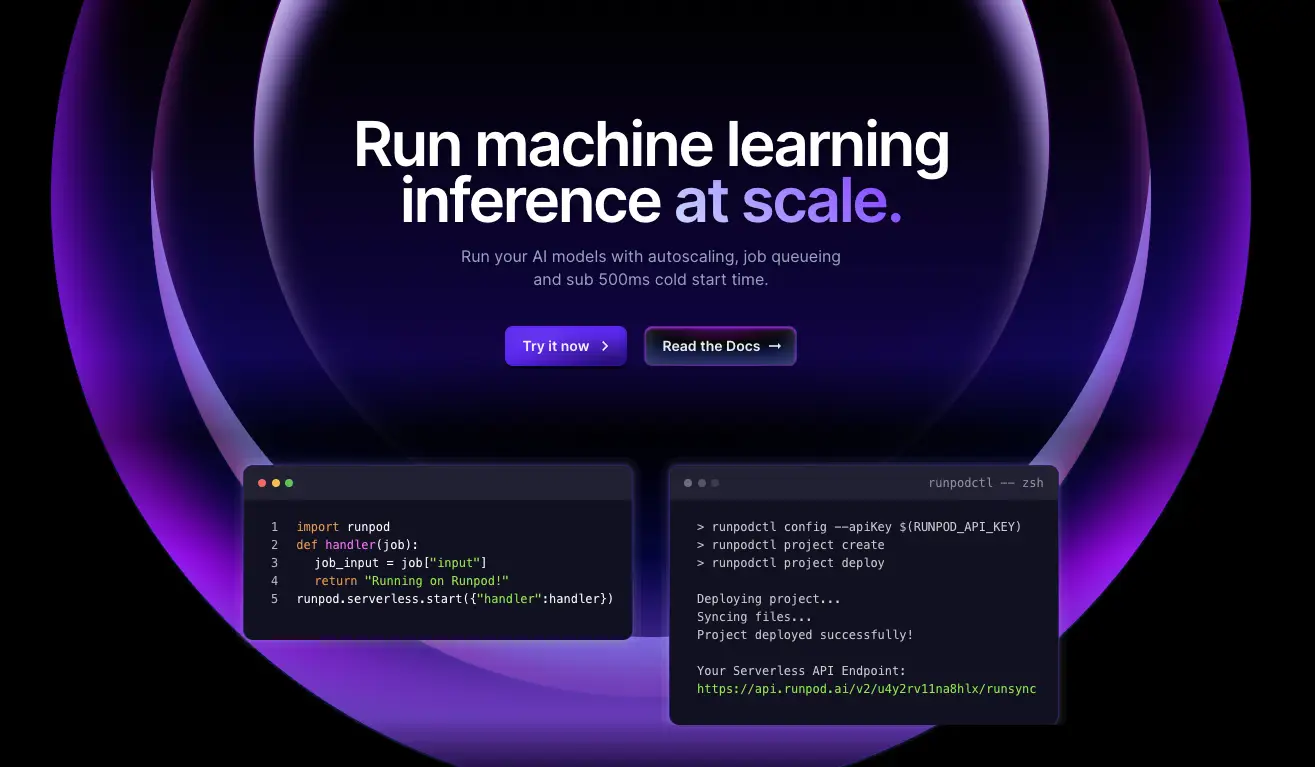 Run machine learning
inference at scale.
Run your AI models with autoscaling, job queueing
and sub 500ms cold start time.
Try it now
Read the Docs →
1 import runpod
2 def handler(job):
3 job_input = job["input"]
4 return "Running on Runpod!"
5 runpod.serverless.start({"handler":handler})
runpodctl –– zsh
> runpodctl config ––apiKey $(RUNPOD_API_KEY)
> runpodctl project create
> runpodctl project deploy
Deploying project...
Syncing files...
Project deployed successfully!
Your Serverless API Endpoint:
https://api.runpod.ai/v2/u4y2rv11na8hlx/runsync